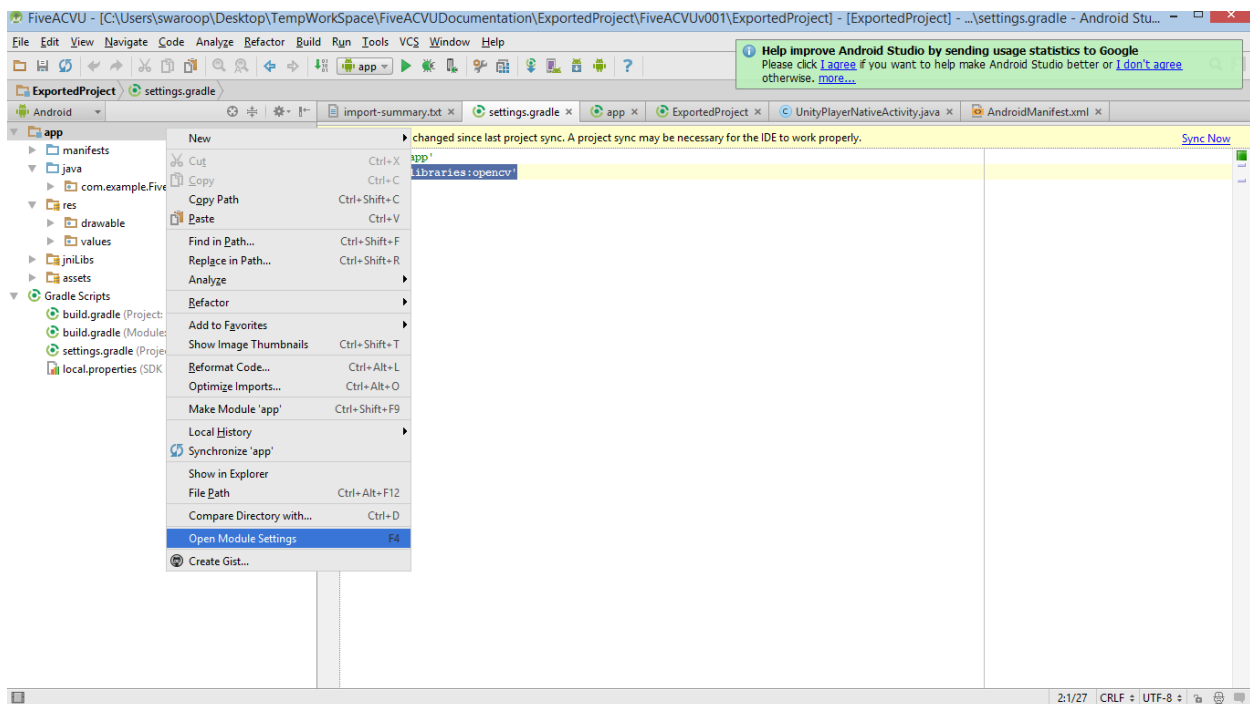 FiveACVU - [C:\Users\swaroop\Desktop\TempWorkSpace\FiveACVUDocumentation\ExportedProject\FiveACVUv001\ExportedProject] - [ExportedProject] - ...\settings.gradle - Android Stu...
File Edit View Navigate Code Analyze Refactor Build Run Tools VCS Window Help
app
?
Help improve Android Studio by sending usage statistics to Google
Please click I agree if you want to help make Android Studio better or I don't agree
otherwise. more...
ExportedProject settings.gradle
Android import-summary.txt × settings.gradle × app × ExportedProject × UnityPlayerNativeActivity.java × AndroidManifest.xml ×
changed since last project sync. A project sync may be necessary for the IDE to work properly. Sync Now
app'
libraries:opencv'
app
manifests
java
com.example.Five
res
drawable
values
jniLibs
assets
Gradle Scripts
build.gradle (Project:
build.gradle (Module:
settings.gradle (Proje
local.properties (SDK
New
Cut Ctrl+X
Copy Ctrl+C
Copy Path Ctrl+Shift+C
Paste Ctrl+V
Find in Path... Ctrl+Shift+F
Replace in Path... Ctrl+Shift+R
Analyze
Refactor
Add to Favorites
Show Image Thumbnails Ctrl+Shift+T
Reformat Code... Ctrl+Alt+L
Optimize Imports... Ctrl+Alt+O
Make Module 'app' Ctrl+Shift+F9
Local History
Synchronize 'app'
Show in Explorer
File Path Ctrl+Alt+F12
Compare Directory with... Ctrl+D
Open Module Settings F4
Create Gist...
2:1/27 CRLF UTF-8